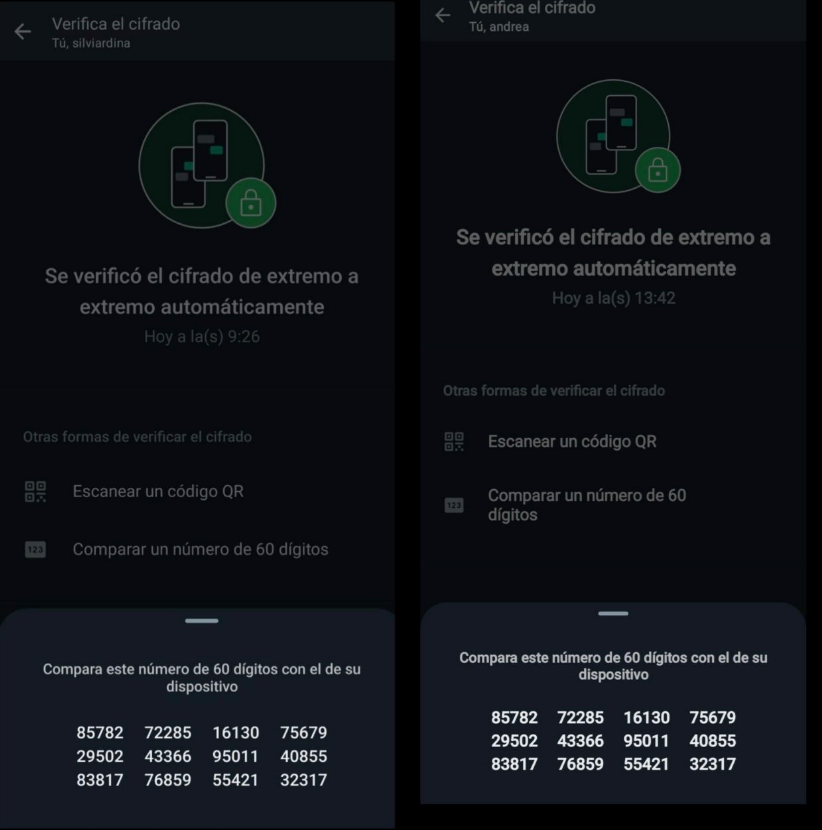 Verifica el cifrado
Tú, silviardina
Se verificó el cifrado de extremo a
extremo automáticamente
Hoy a la(s) 9:26
Otras formas de verificar el cifrado
Escanear un código QR
123
Comparar un número de 60 dígitos
Compara este número de 60 dígitos con el de su
dispositivo
85782 72285 16130 75679
29502 43366 95011 40855
83817 76859 55421 32317
Verifica el cifrado
Tú, andrea
Se verificó el cifrado de extremo a
extremo automáticamente
Hoy a la(s) 13:42
Otras formas de verificar el cifrado
Escanear un código QR
123
Comparar un número de 60
dígitos
Compara este número de 60 dígitos con el de su
dispositivo
85782 72285 16130 75679
29502 43366 95011 40855
83817 76859 55421 32317